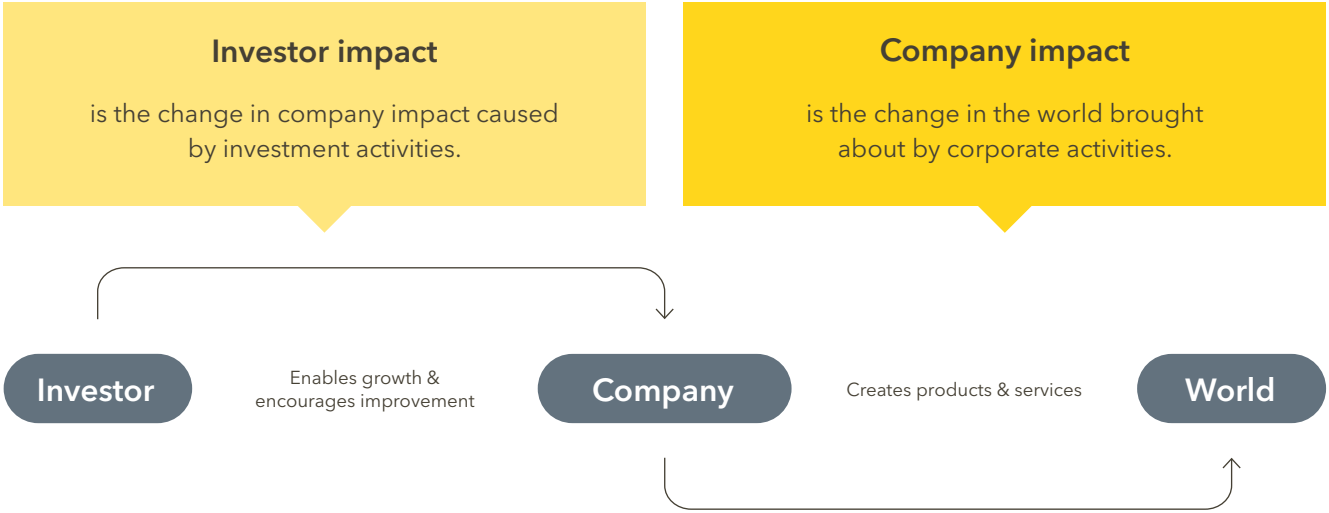 Investor impact
is the change in company impact caused
by investment activities.
Company impact
is the change in the world brought
about by corporate activities.
Investor
Enables growth &
encourages improvement
Company
Creates products & services
World